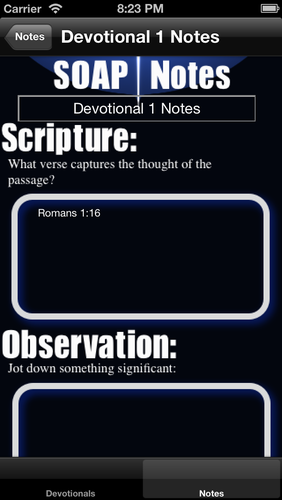 Carrier 8:23 PM
Notes Devotional 1 Notes
SOAP Notes
Devotional 1 Notes
Scripture:
What verse captures the thought of the
passage?
Romans 1:16
Observation:
Jot down something significant:
Devotionals Notes